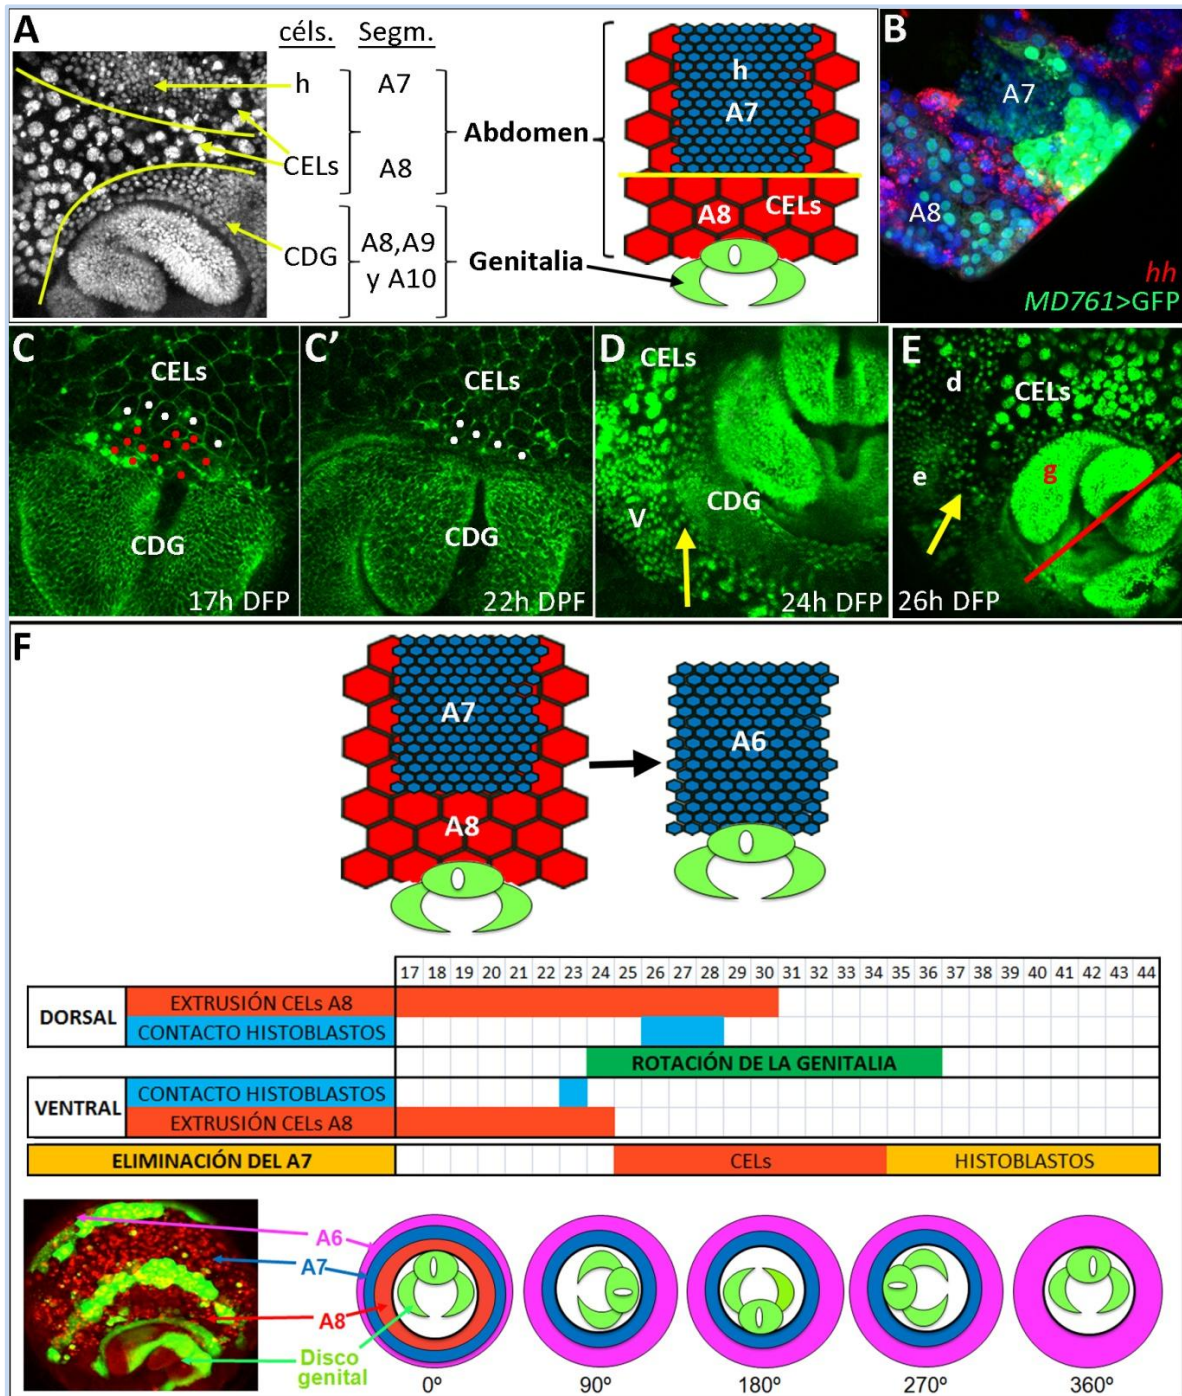 A
céls.
Segm.
h
A7
CELs
A8
CDG
A8,A9
y A10
Abdomen
Genitalia
h
A7
A8
CELs
B
A7
A8
hh
MD761>GFP
C
CELs
CDG
17h DFP
C’
CELs
CDG
22h DPF
D
CELs
CDG
V
24h DFP
E
d
CELs
e
g
26h DFP
F
A7
A8
A6
17 18 19 20 21 22 23 24 25 26 27 28 30 31 32 33 34 35 36 37 38 39 40 41 42 43 44
DORSAL
EXTRUSIÓN CELs A8
CONTACTO HISTOBLASTOS
ROTACIÓN DE LA GENITALIA
VENTRAL
CONTACTO HISTOBLASTOS
EXTRUSIÓN CELs A8
ELIMINACIÓN DEL A7
CELs
HISTOBLASTOS
A6
A7
A8
Disco
genital
0º
90º
180º
270º
360º